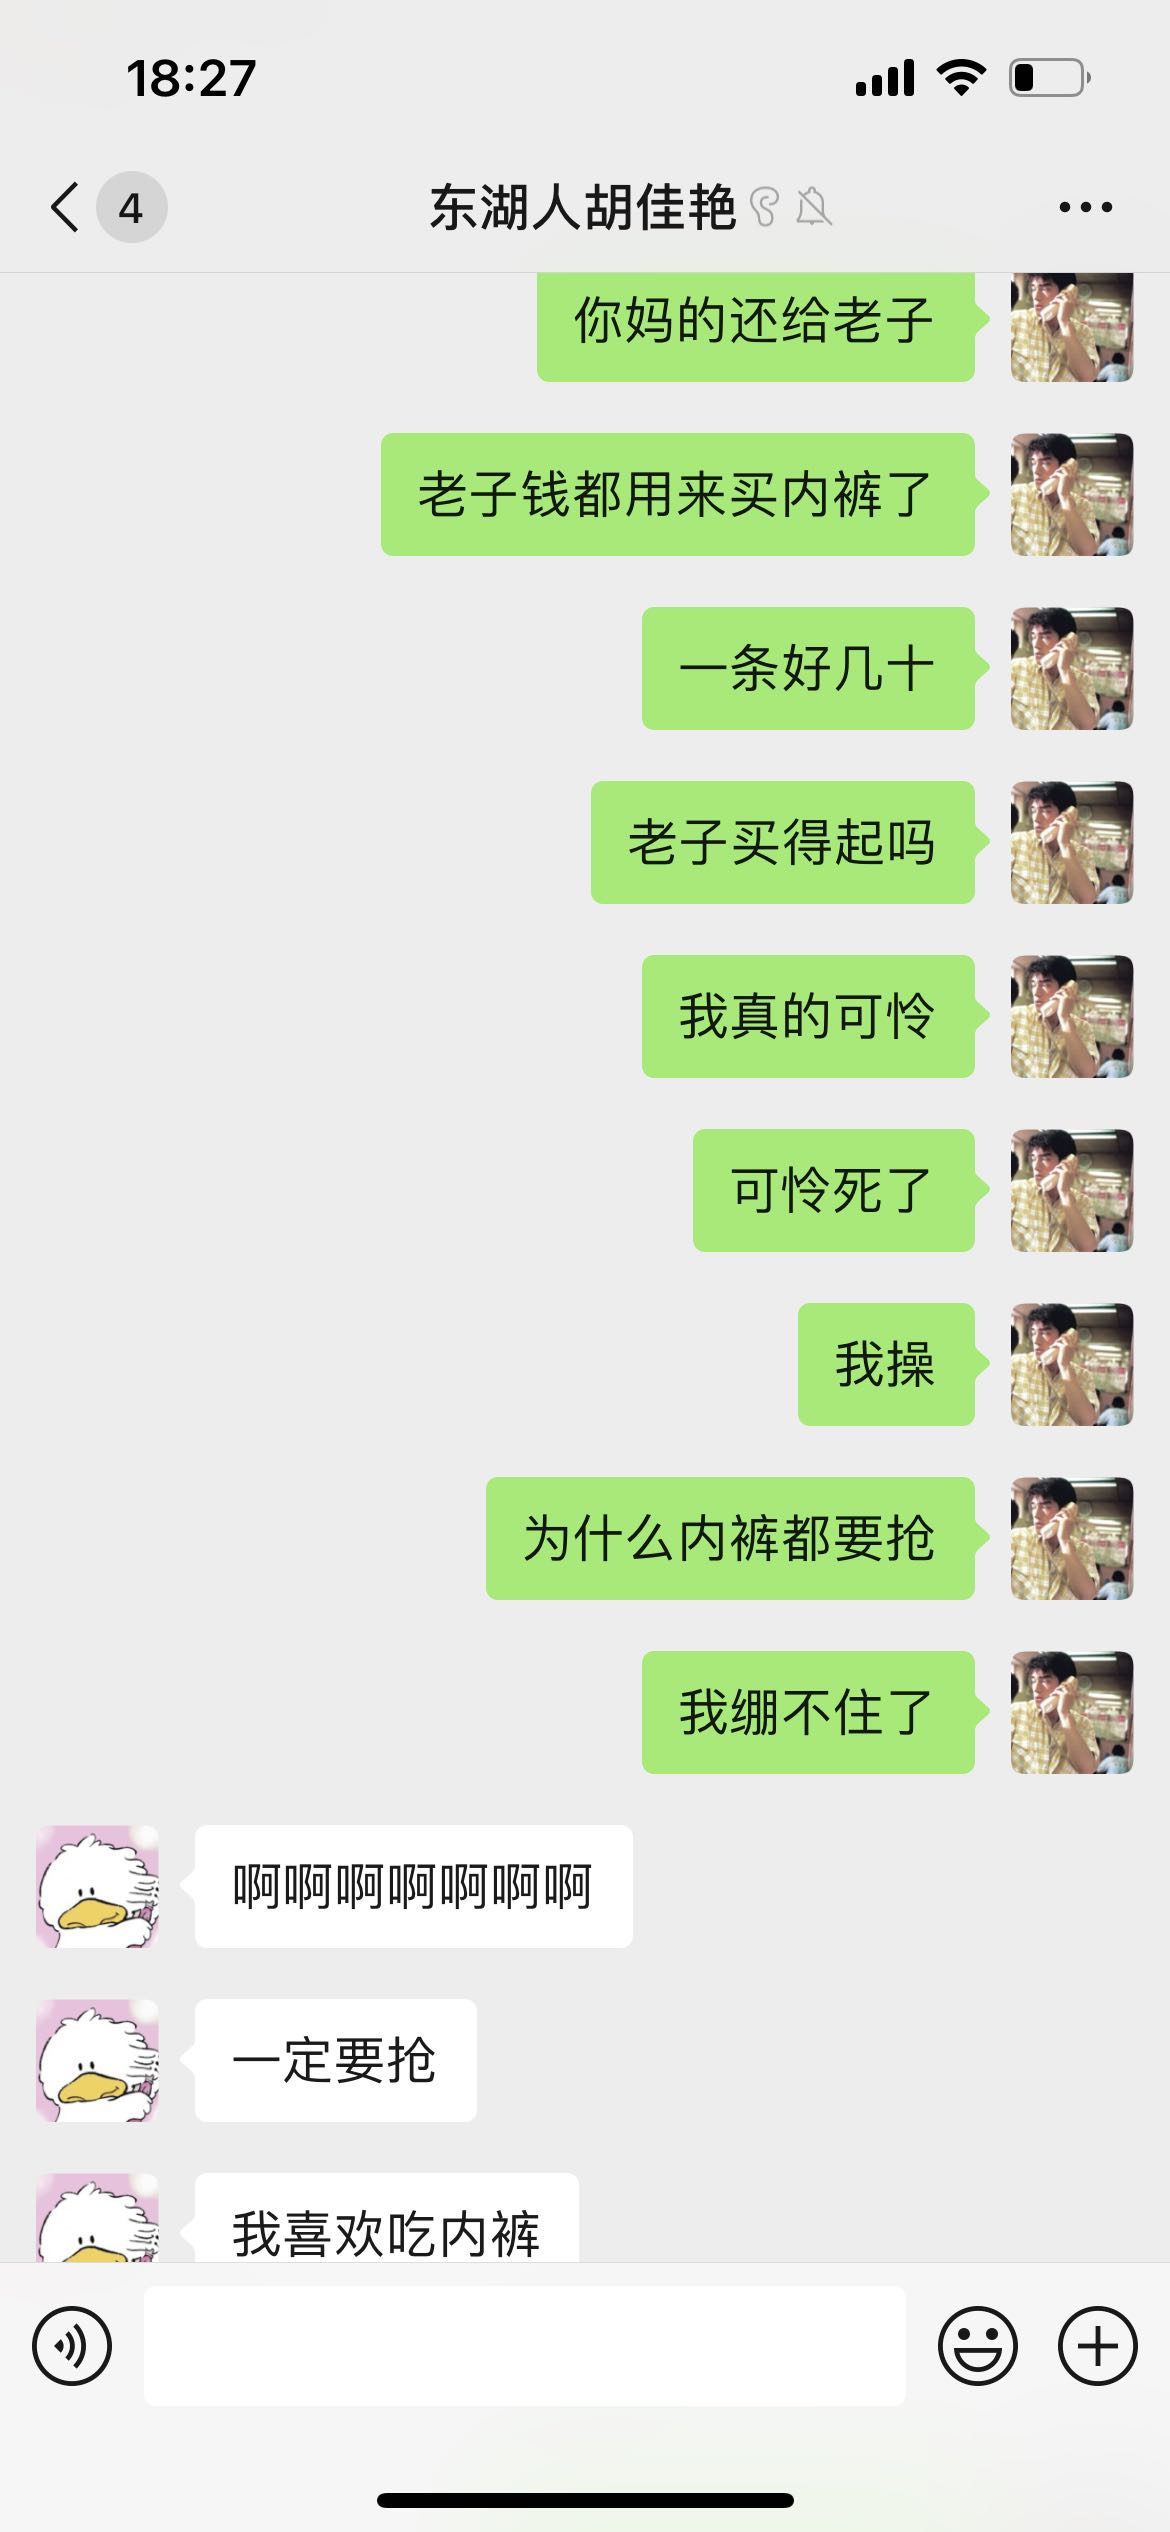 18:27
4
东湖人胡佳艳
你妈的还给老子
老子钱都用来买内裤了
一条好几十
老子买得起吗
我真的可怜
可怜死了
我操
为什么内裤都要抢
我绷不住了
啊啊啊啊啊啊啊
一定要抢
我喜欢吃内裤